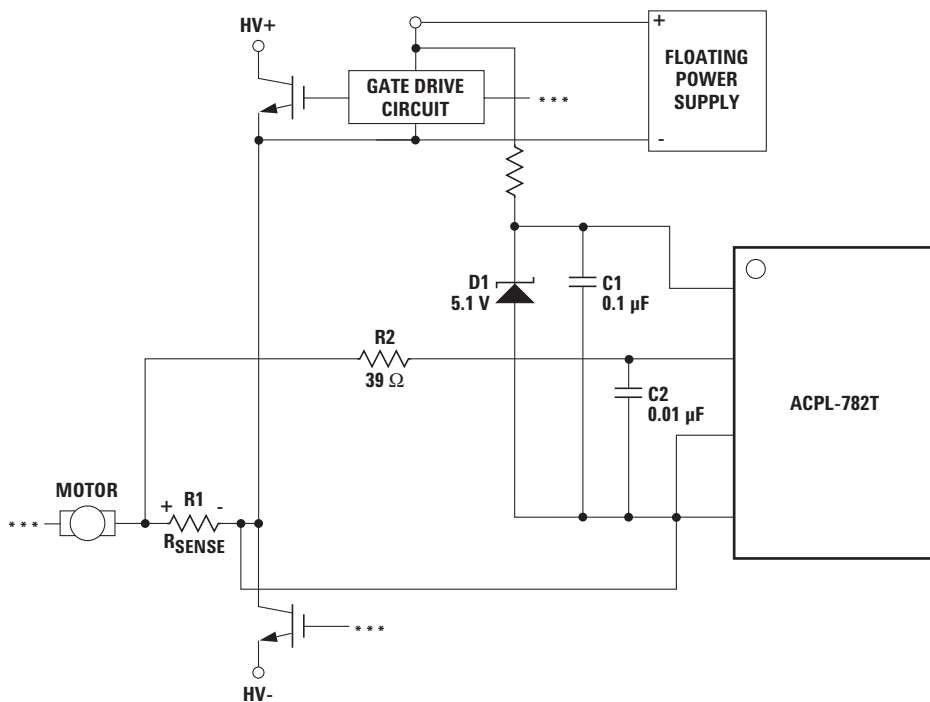 HV+
+
FLOATING
POWER
SUPPLY
-
GATE DRIVE
CIRCUIT
***
D1
5.1 V
C1
0.1 µF
R2
39 Ω
C2
0.01 µF
ACPL-782T
MOTOR
***
+
R1
-
RSENSE
***
HV-